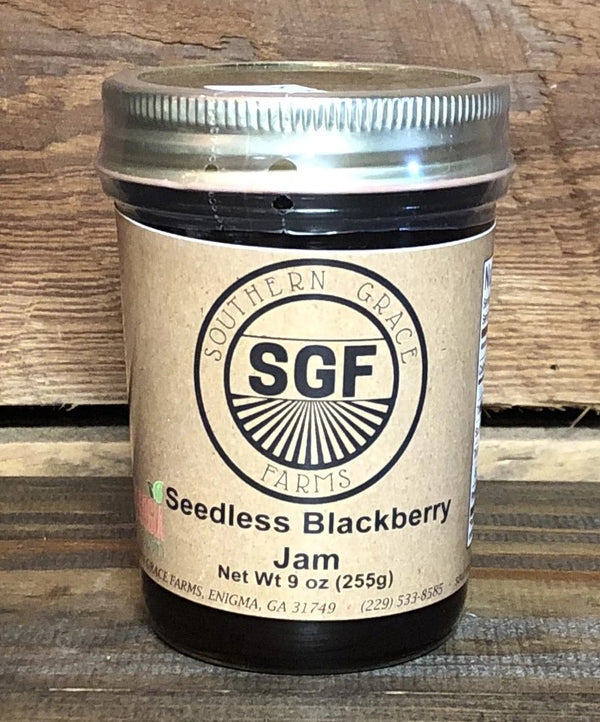 SOUTHERN GRACE
SGF
FARMS
Seedless Blackberry
Jam
Net Wt 9 oz (255g)
GRACE FARMS, ENIGMA, GA 31749 (229) 533-8585